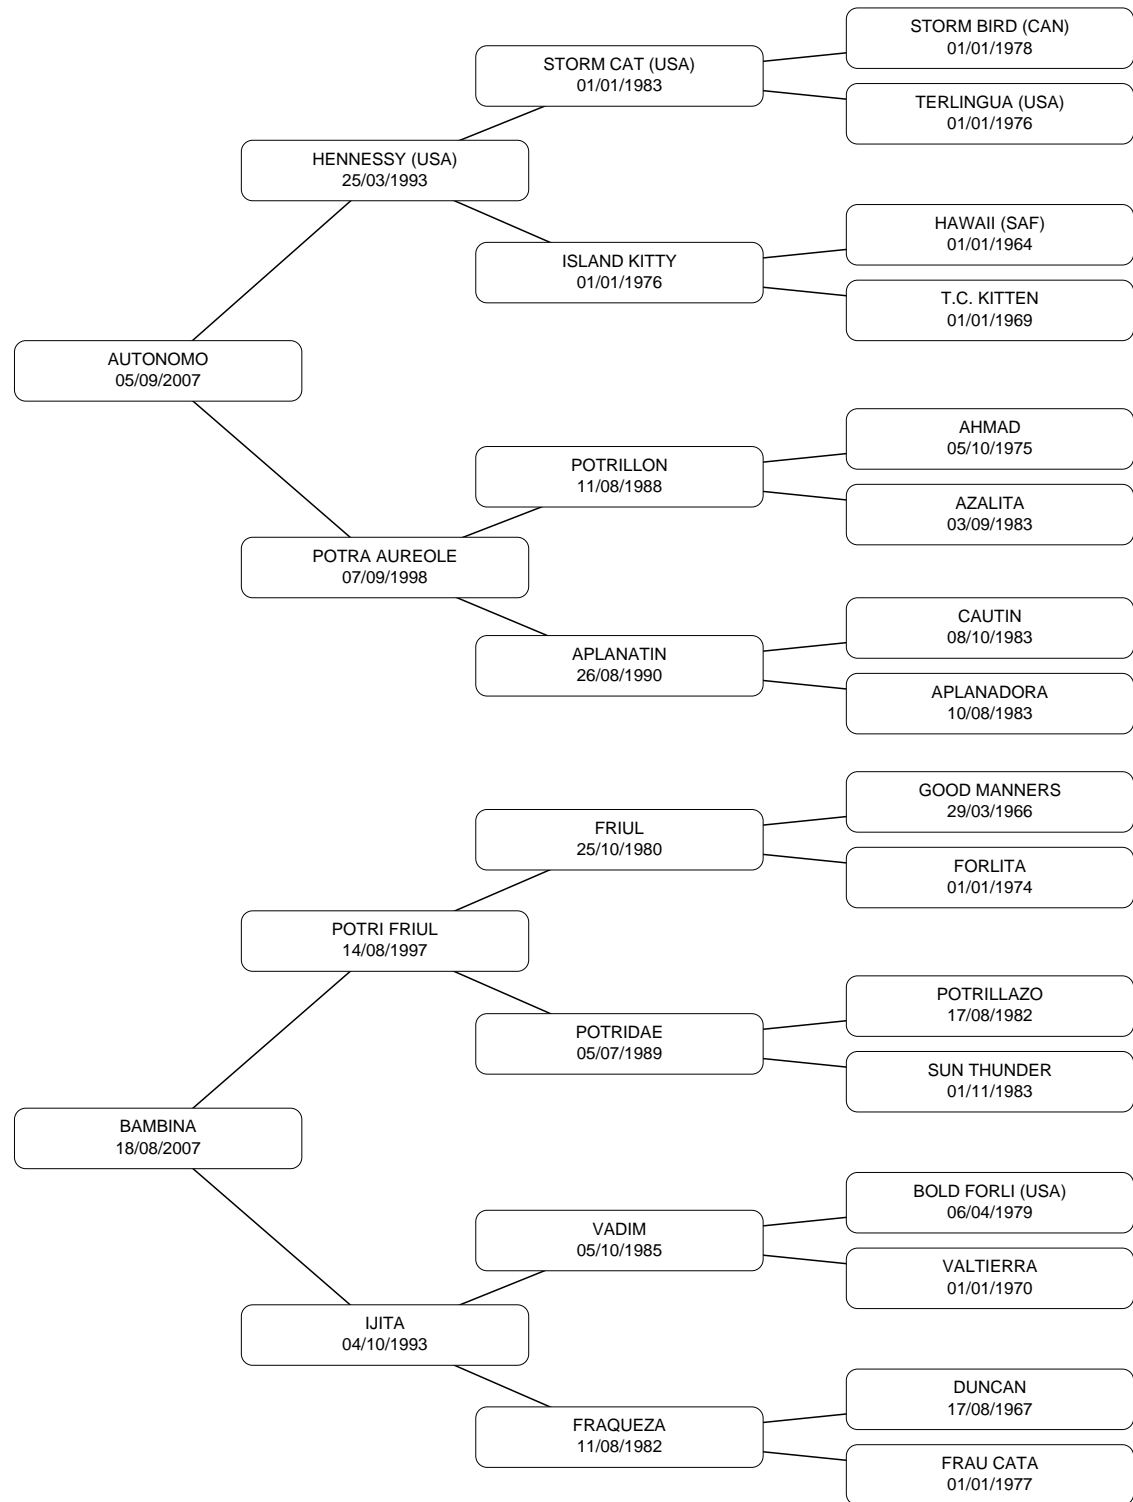 STORM BIRD (CAN)
01/01/1978
STORM CAT (USA)
01/01/1983
TERLINGUA (USA)
01/01/1976
HENNESSY (USA)
25/03/1993
HAWAII (SAF)
01/01/1964
ISLAND KITTY
01/01/1976
T.C. KITTEN
01/01/1969
AUTONOMO
05/09/2007
AHMAD
05/10/1975
POTRILLON
11/08/1988
AZALITA
03/09/1983
POTRA AUREOLE
07/09/1998
CAUTIN
08/10/1983
APLANATIN
26/08/1990
APLANADORA
10/08/1983
GOOD MANNERS
29/03/1966
FRIUL
25/10/1980
FORLITA
01/01/1974
POTRI FRIUL
14/08/1997
POTRILLAZO
17/08/1982
POTRIDAE
05/07/1989
SUN THUNDER
01/11/1983
BAMBINA
18/08/2007
BOLD FORLI (USA)
06/04/1979
VADIM
05/10/1985
VALTIERRA
01/01/1970
IJITA
04/10/1993
DUNCAN
17/08/1967
FRAQUEZA
11/08/1982
FRAU CATA
01/01/1977